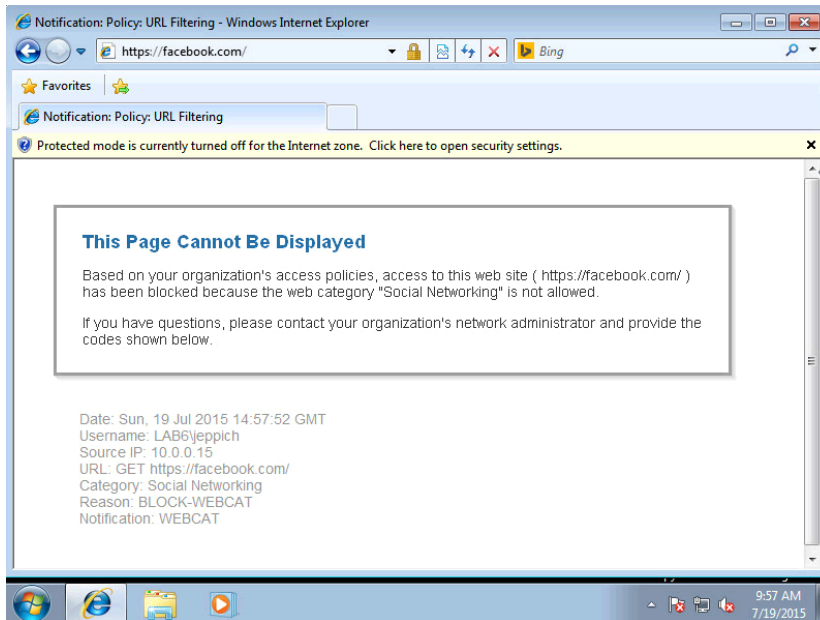 Notification: Policy: URL Filtering - Windows Internet Explorer
https://facebook.com/
Bing
Favorites
Notification: Policy: URL Filtering
Protected mode is currently turned off for the Internet zone. Click here to open security settings.
This Page Cannot Be Displayed
Based on your organization's access policies, access to this web site ( https://facebook.com/ )
has been blocked because the web category "Social Networking" is not allowed.
If you have questions, please contact your organization's network administrator and provide the
codes shown below.
Date: Sun, 19 Jul 2015 14:57:52 GMT
Username: LAB6\jeppich
Source IP: 10.0.0.15
URL: GET https://facebook.com/
Category: Social Networking
Reason: BLOCK-WEBCAT
Notification: WEBCAT
9:57 AM
7/19/2015